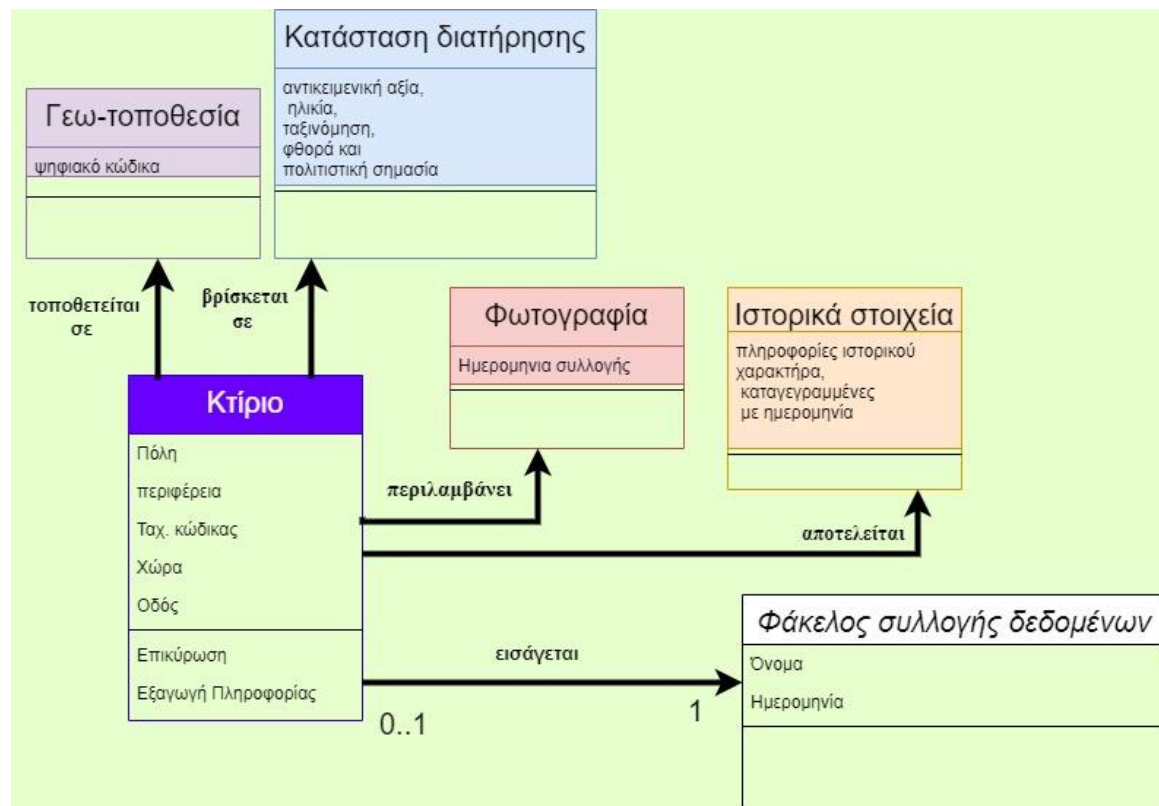 Κατάσταση διατήρησης
αντικειμενική αξία,
ηλικία,
ταξινόμηση,
φθορά και
πολιτιστική σημασία
Γεω-τοποθεσία
ψηφιακό κώδικα
τοποθετείται
σε
βρίσκεται
σε
Φωτογραφία
Ημερομηνια συλλογής
Ιστορικά στοιχεία
πληροφορίες ιστορικού
χαρακτήρα,
καταγεγραμμένες
με ημερομηνία
Κτίριο
Πόλη
περιφέρεια
Ταχ. κώδικας
Χώρα
Οδός
Επικύρωση
Εξαγωγή Πληροφορίας
περιλαμβάνει
αποτελείται
εισάγεται
0..1
1
Φάκελος συλλογής δεδομένων
Όνομα
Ημερομηνία